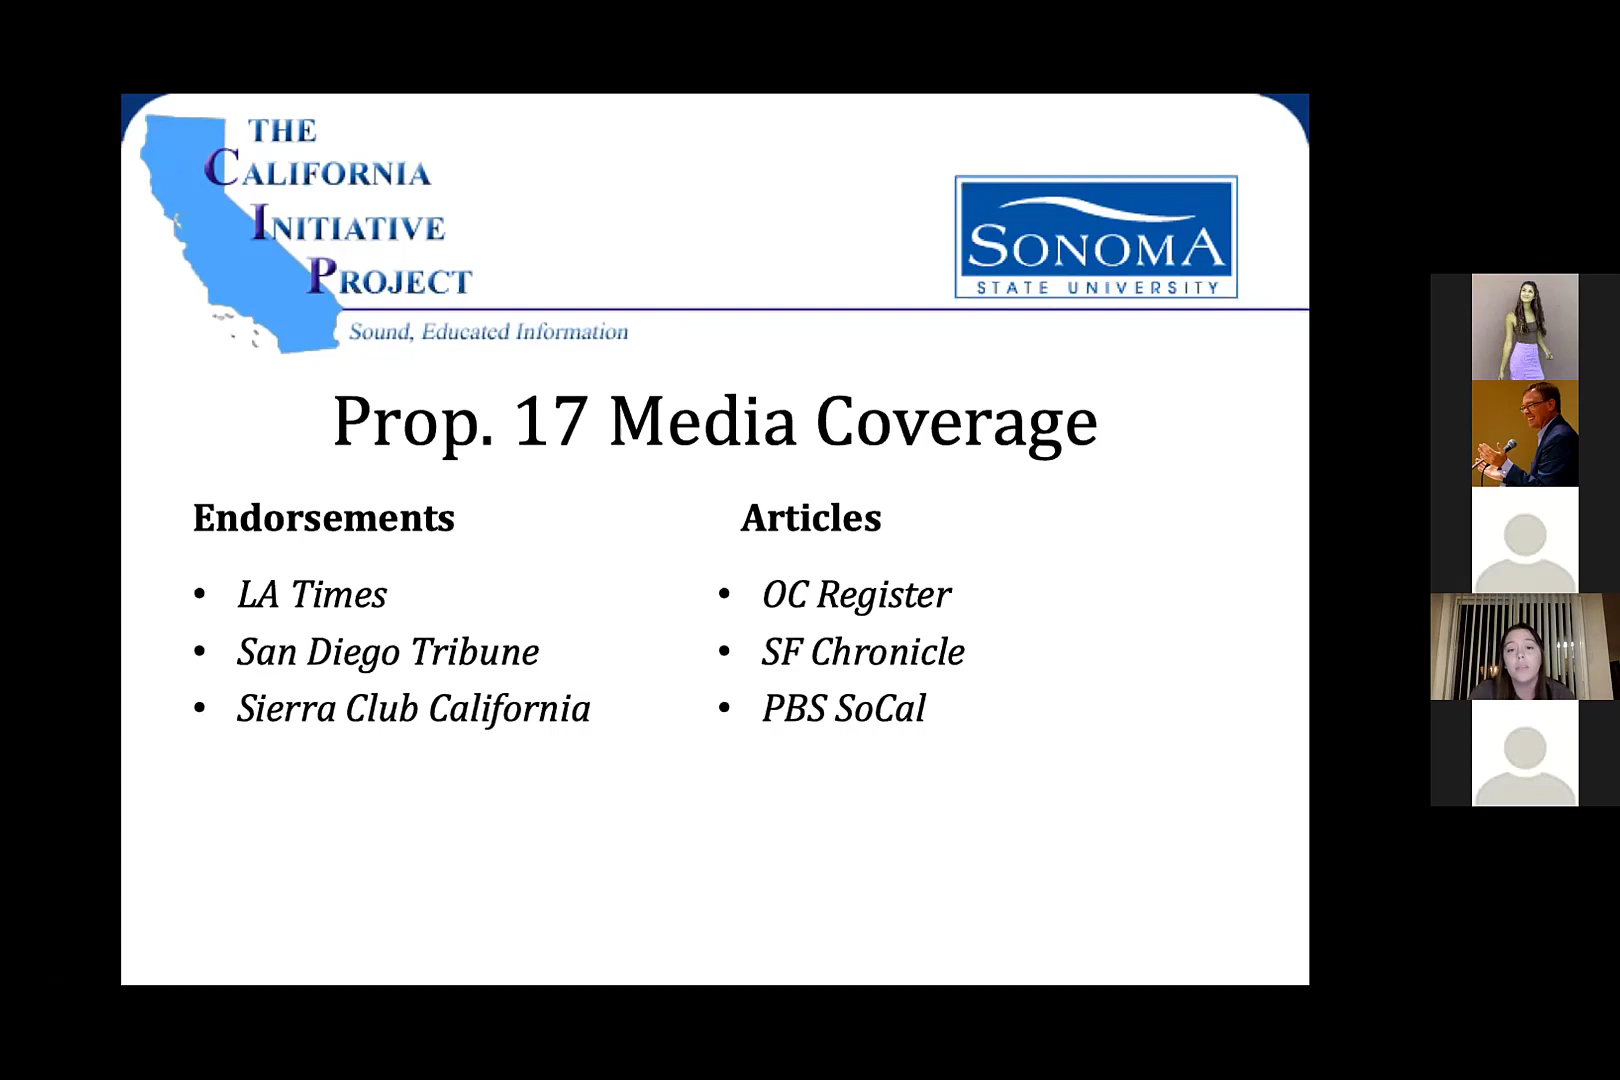 THE
CALIFORNIA
INITIATIVE
PROJECT
Sound, Educated Information
SONOMA
STATE UNIVERSITY
Prop. 17 Media Coverage
Endorsements
• LA Times
• San Diego Tribune
• Sierra Club California
Articles
• OC Register
• SF Chronicle
• PBS SoCal